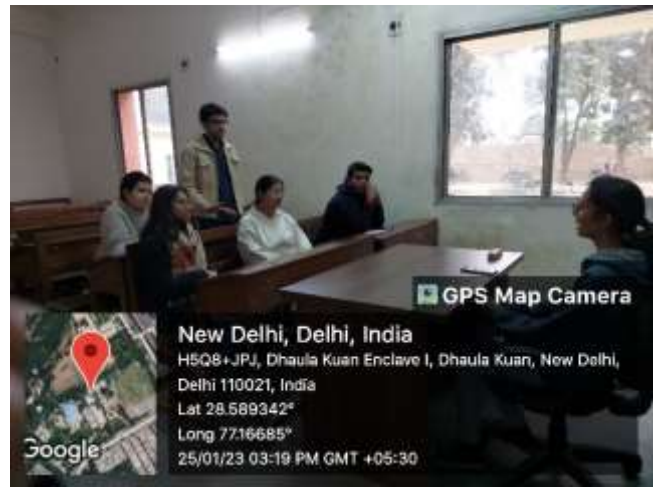 GPS Map Camera
New Delhi, Delhi, India
H5Q8+JPJ, Dhaula Kuan Enclave I, Dhaula Kuan, New Delhi,
Delhi 110021, India
Lat 28.589342°
Long 77.16685°
25/01/23 03:19 PM GMT +05:30
Google